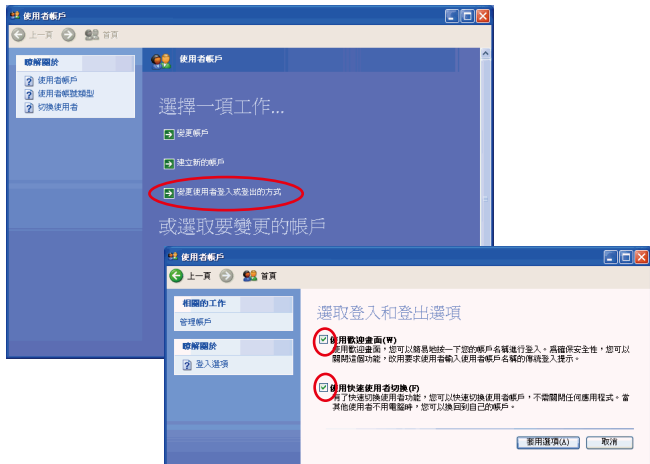 使用者帳戶
上一頁 首頁
瞭解關於
使用者帳戶
使用者帳號類型
切換使用者
使用者帳戶
選擇一項工作...
變更帳戶
建立新的帳戶
變更使用者登入或登出的方式
或選取要變更的帳戶
使用者帳戶
上一頁 首頁
相關的工作
管理帳戶
瞭解關於
登入選項
選取登入和登出選項
使用歡迎畫面(W)
使用歡迎畫面，您可以簡易地按一下您的帳戶名稱進行登入。為確保安全性，您可以
關閉這個功能，改用要求使用者輸入使用者帳戶名稱的傳統登入提示。
使用快速使用者切換(F)
有了快速切換使用者功能，您可以快速切換使用者帳戶，不需關閉任何應用程式。當
其他使用者不用電腦時，您可以換回到自己的帳戶。
套用選項(A) 取消